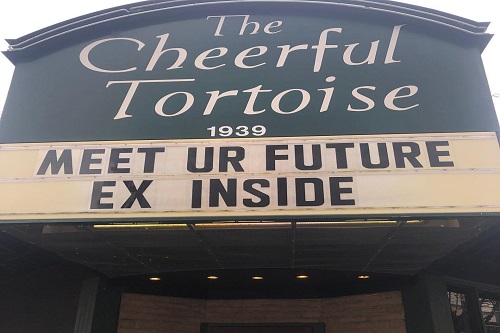 The
Cheerful
Tortoise
1939
MEET UR FUTURE
EX INSIDE